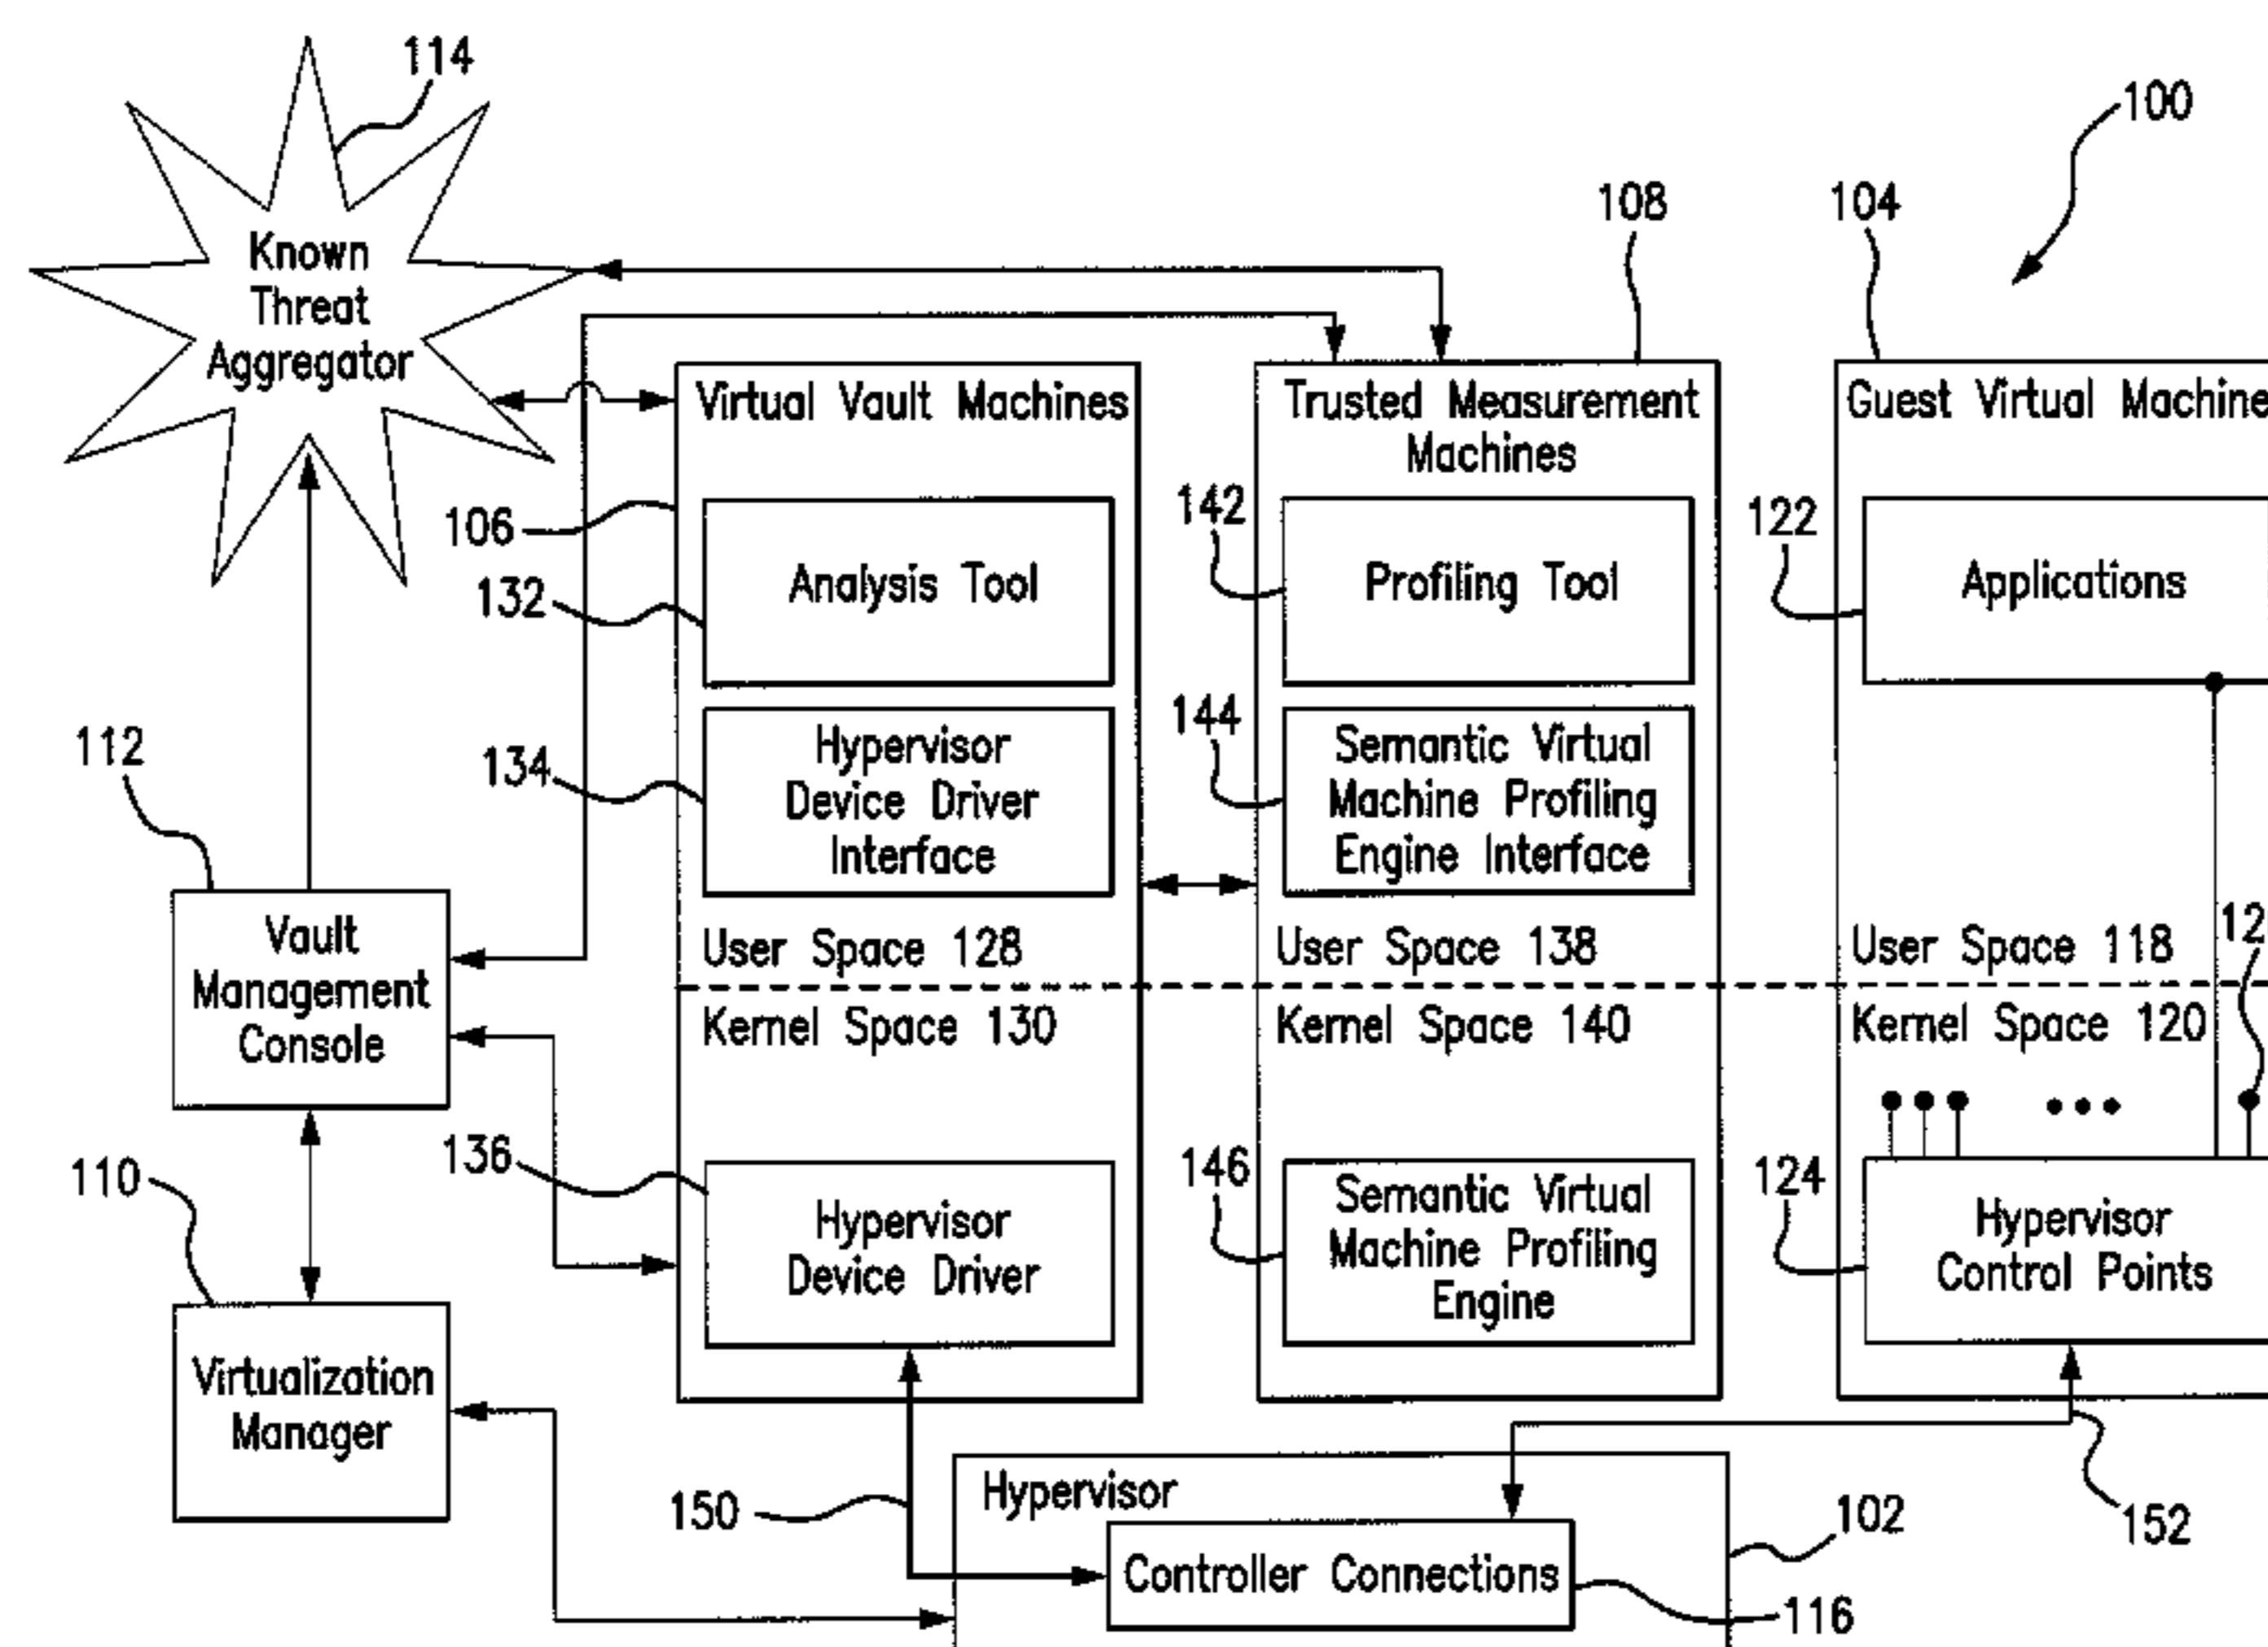 114
100
108
104
Known
Threat
Aggregator
Virtual Vault Machines
Trusted Measurement
Machines
Guest Virtual Machine
106
132
Analysis Tool
142
Profiling Tool
122
Applications
112
134
Hypervisor
Device Driver
Interface
144
Semantic Virtual
Machine Profiling
Engine Interface
12
Vault
Management
Console
User Space 128
User Space 138
User Space 118
Kernel Space 130
Kernel Space 140
Kernel Space 120
110
136
Hypervisor
Device Driver
146
Semantic Virtual
Machine Profiling
Engine
124
Hypervisor
Control Points
Virtualization
Manager
150
Hypervisor
Controller Connections
102
152
116